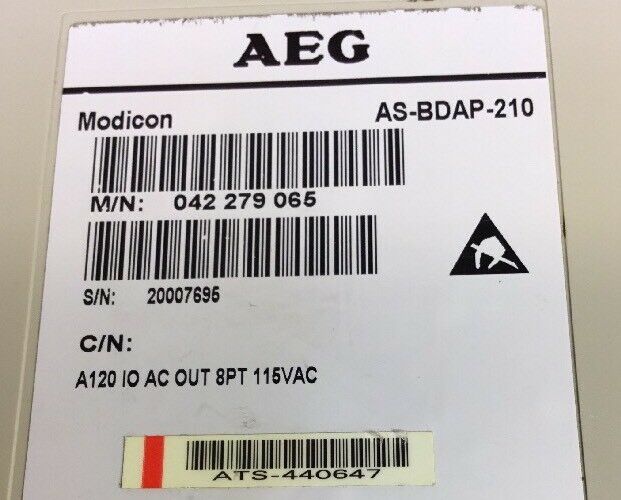 AEG
Modicon AS-BDAP-210
M/N: 042 279 065
S/N: 20007695
C/N:
A120 IO AC OUT 8PT 115VAC
ATS-440647